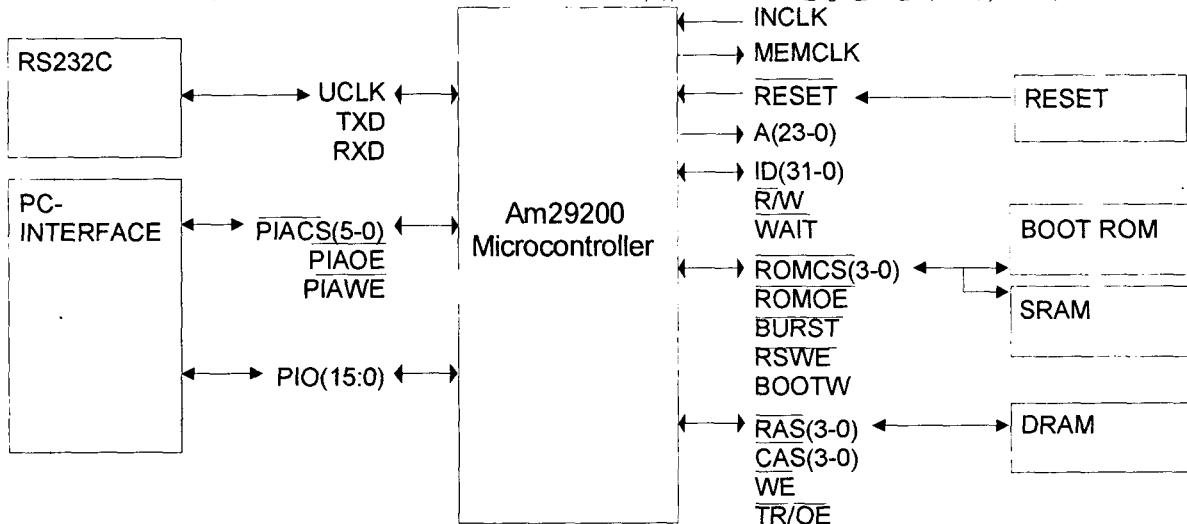 RS232C
UCLK
TXD
RXD
PC-
INTERFACE
PIACS(5-0)
PIAOE
PIAWE
PIO(15:0)
Am29200
Microcontroller
INCLK
MEMCLK
RESET
A(23-0)
ID(31-0)
R/W
WAIT
ROMCS(3-0)
ROMOE
BURST
RSWE
BOOTW
RAS(3-0)
CAS(3-0)
WE
TR/OE
RESET
BOOT ROM
SRAM
DRAM